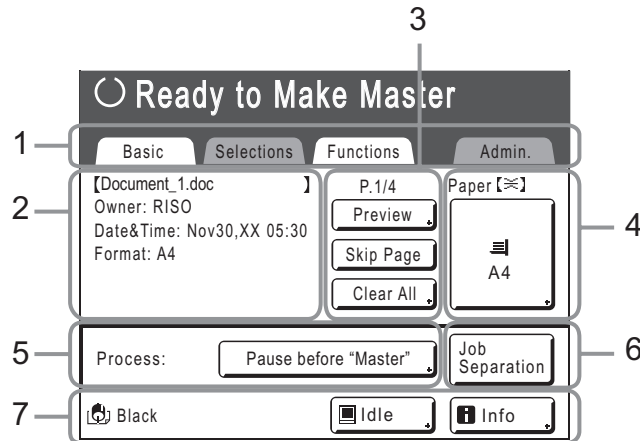 3
Ready to Make Master
1
Basic Selections Functions Admin.
2
【Document_1.doc 】
Owner: RISO
Date&Time: Nov30,XX 05:30
Format: A4
P.1/4
Preview
Skip Page
Clear All
Paper【】
A4
4
5
Process: Pause before “Master”
Job
Separation
6
7
Black Idle Info